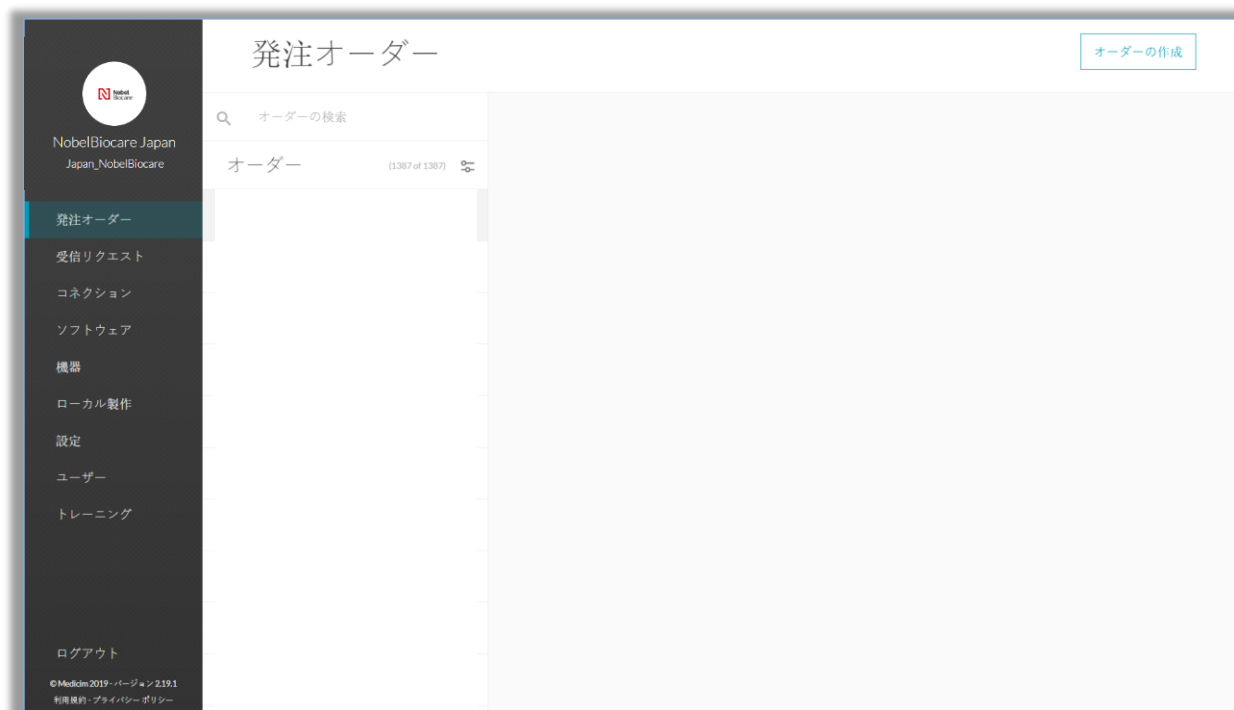 Nobel
Biocare
NobelBiocare Japan
Japan_NobelBiocare
発注オーダー
受信リクエスト
コネクション
ソフトウェア
機器
ローカル製作
設定
ユーザー
トレーニング
ログアウト
© Medicim 2019 - バージョン 2.19.1
利用規約 - プライバシー ポリシー
発注オーダー
オーダーの作成
オーダーの検索
オーダー (1387 of 1387)